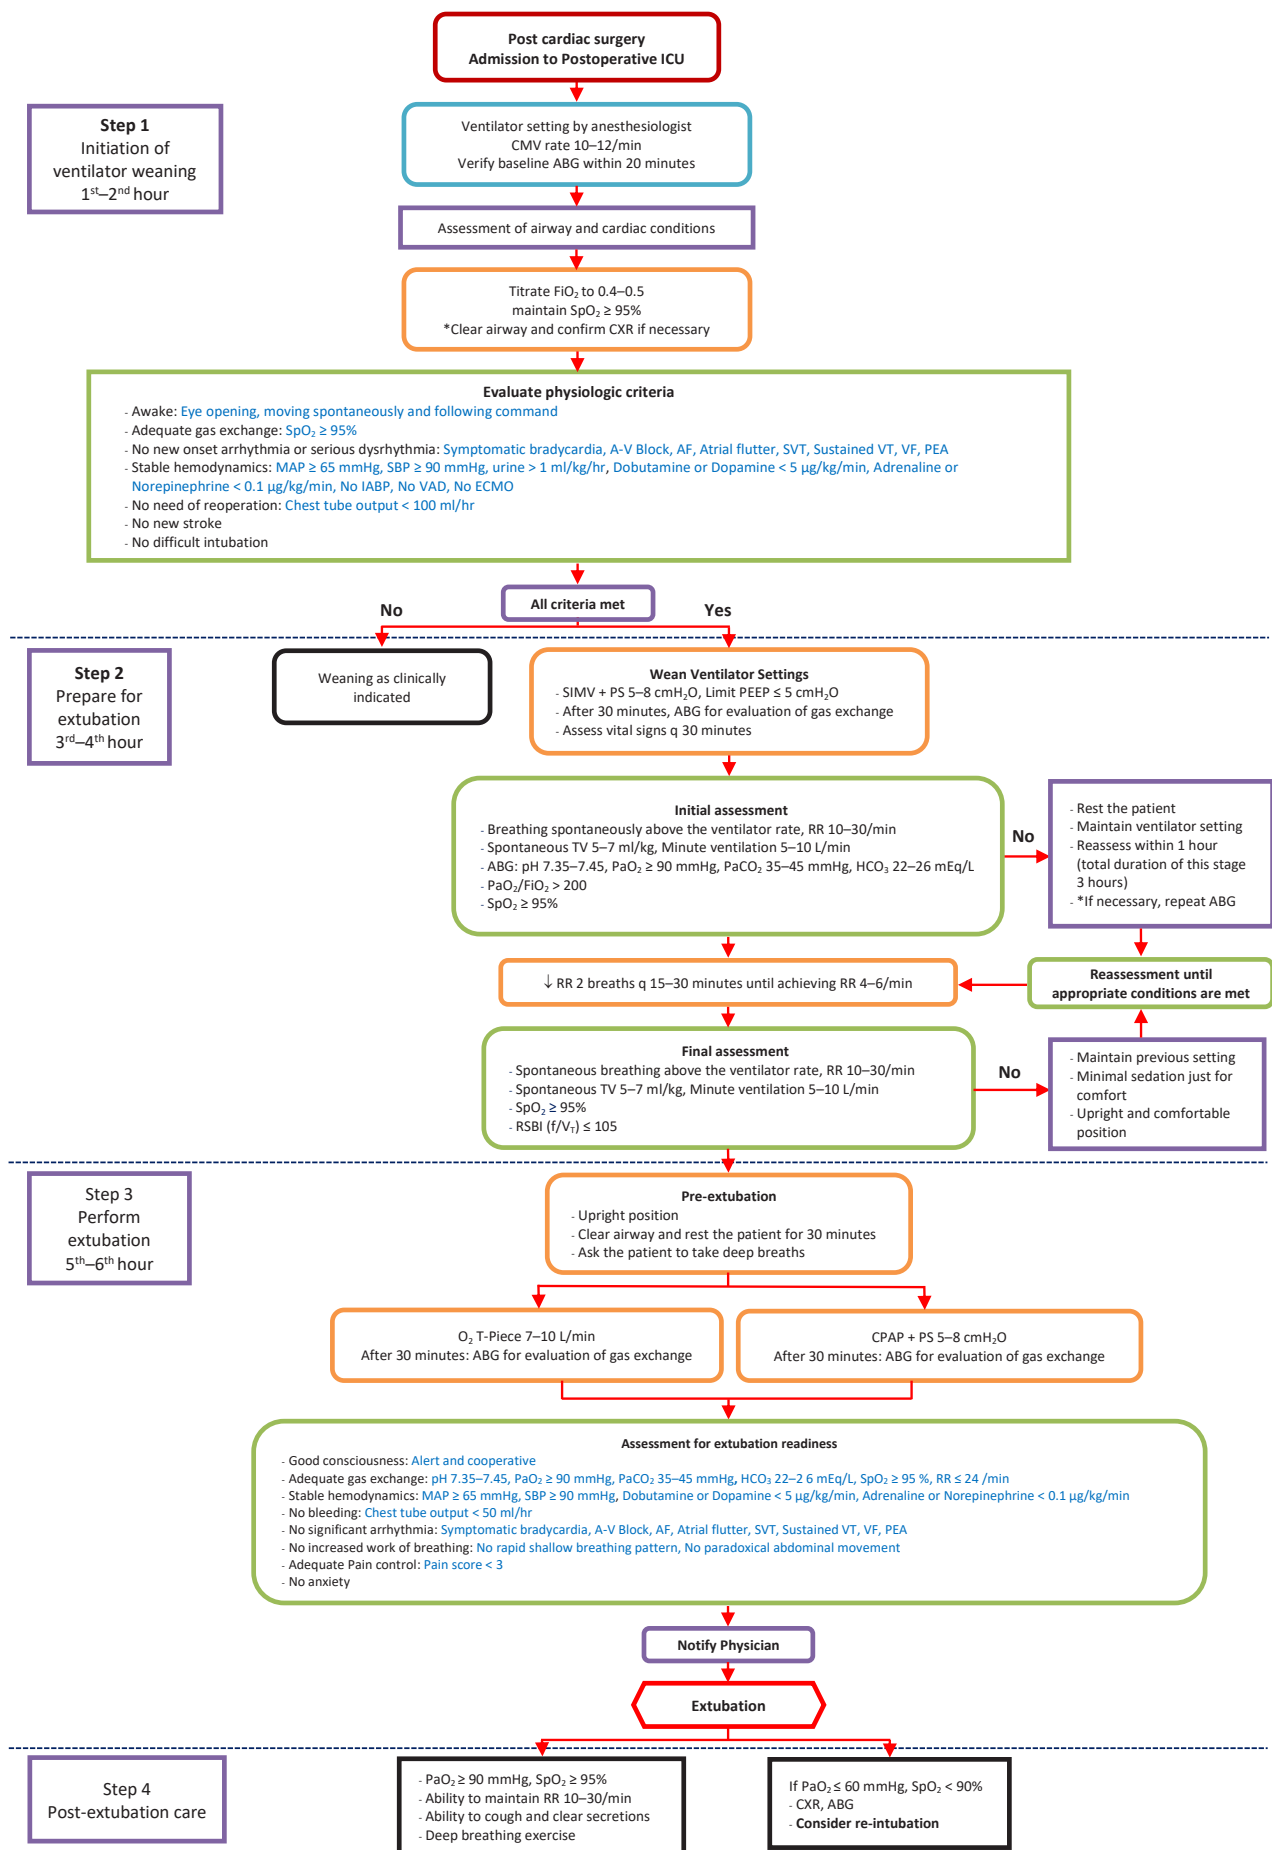 Post cardiac surgery
Admission to Postoperative ICU
Step 1
Initiation of
ventilator weaning
1st–2nd hour
Ventilator setting by anesthesiologist
CMV rate 10–12/min
Verify baseline ABG within 20 minutes
Assessment of airway and cardiac conditions
Titrate FiO2 to 0.4–0.5
maintain SpO2 ≥ 95%
*Clear airway and confirm CXR if necessary
Evaluate physiologic criteria
- Awake: Eye opening, moving spontaneously and following command
- Adequate gas exchange: SpO2 ≥ 95%
- No new onset arrhythmia or serious dysrhythmia: Symptomatic bradycardia, A-V Block, AF, Atrial flutter, SVT, Sustained VT, VF, PEA
- Stable hemodynamics: MAP ≥ 65 mmHg, SBP ≥ 90 mmHg, urine > 1 ml/kg/hr, Dobutamine or Dopamine < 5 µg/kg/min, Adrenaline or
Norepinephrine < 0.1 µg/kg/min, No IABP, No VAD, No ECMO
- No need of reoperation: Chest tube output < 100 ml/hr
- No new stroke
- No difficult intubation
All criteria met
No
Yes
Step 2
Prepare for
extubation
3rd–4th hour
Weaning as clinically
indicated
Wean Ventilator Settings
- SIMV + PS 5–8 cmH2O, Limit PEEP ≤ 5 cmH2O
- After 30 minutes, ABG for evaluation of gas exchange
- Assess vital signs q 30 minutes
Initial assessment
- Breathing spontaneously above the ventilator rate, RR 10–30/min
- Spontaneous TV 5–7 ml/kg, Minute ventilation 5–10 L/min
- ABG: pH 7.35–7.45, PaO2 ≥ 90 mmHg, PaCO2 35–45 mmHg, HCO3 22–26 mEq/L
- PaO2/FiO2 > 200
- SpO2 ≥ 95%
No
- Rest the patient
- Maintain ventilator setting
- Reassess within 1 hour
(total duration of this stage
3 hours)
- *If necessary, repeat ABG
↓ RR 2 breaths q 15–30 minutes until achieving RR 4–6/min
Reassessment until
appropriate conditions are met
Final assessment
- Spontaneous breathing above the ventilator rate, RR 10–30/min
- Spontaneous TV 5–7 ml/kg, Minute ventilation 5–10 L/min
- SpO2 ≥ 95%
- RSBI (f/VT) ≤ 105
No
- Maintain previous setting
- Minimal sedation just for
comfort
- Upright and comfortable
position
Step 3
Perform
extubation
5th–6th hour
Pre-extubation
- Upright position
- Clear airway and rest the patient for 30 minutes
- Ask the patient to take deep breaths
O2 T-Piece 7–10 L/min
After 30 minutes: ABG for evaluation of gas exchange
CPAP + PS 5–8 cmH2O
After 30 minutes: ABG for evaluation of gas exchange
Assessment for extubation readiness
- Good consciousness: Alert and cooperative
- Adequate gas exchange: pH 7.35–7.45, PaO2 ≥ 90 mmHg, PaCO2 35–45 mmHg, HCO3 22–2 6 mEq/L, SpO2 ≥ 95 %, RR ≤ 24 /min
- Stable hemodynamics: MAP ≥ 65 mmHg, SBP ≥ 90 mmHg, Dobutamine or Dopamine < 5 µg/kg/min, Adrenaline or Norepinephrine < 0.1 µg/kg/min
- No bleeding: Chest tube output < 50 ml/hr
- No significant arrhythmia: Symptomatic bradycardia, A-V Block, AF, Atrial flutter, SVT, Sustained VT, VF, PEA
- No increased work of breathing: No rapid shallow breathing pattern, No paradoxical abdominal movement
- Adequate Pain control: Pain score < 3
- No anxiety
Notify Physician
Extubation
Step 4
Post-extubation care
- PaO2 ≥ 90 mmHg, SpO2 ≥ 95%
- Ability to maintain RR 10–30/min
- Ability to cough and clear secretions
- Deep breathing exercise
If PaO2 ≤ 60 mmHg, SpO2 < 90%
- CXR, ABG
- Consider re-intubation